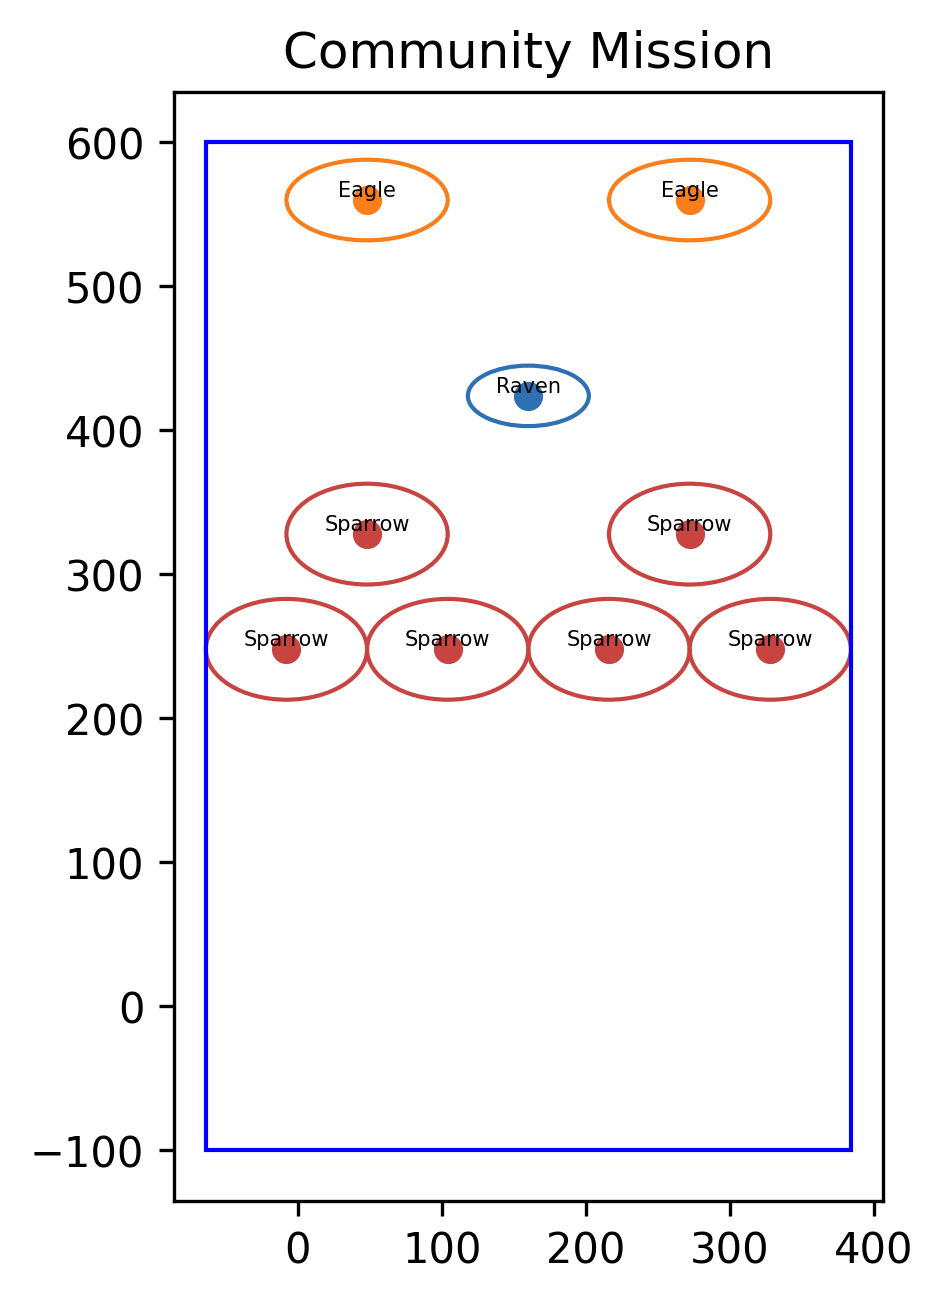 Community Mission
600
Eagle Eagle
500
Raven
400
Sparrow Sparrow
300
Sparrow Sparrow Sparrow Sparrow
200
100
0
−100
0 100 200 300 400